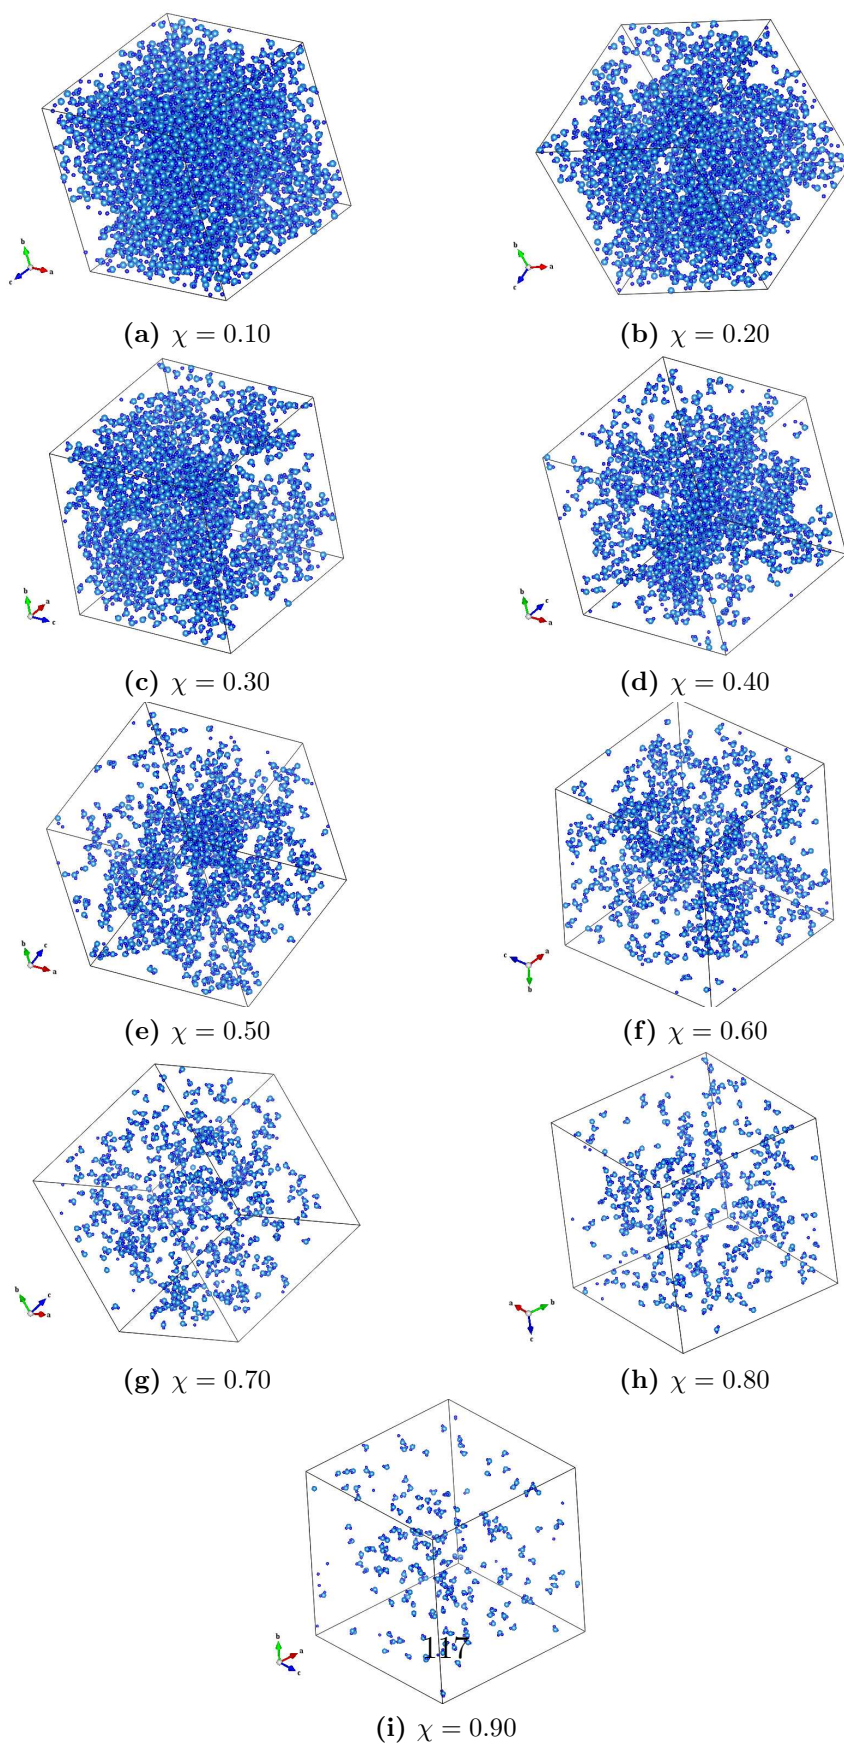 b
a
c
b
a
c
(a) χ = 0.10
(b) χ = 0.20
b
a
c
b
c
a
(c) χ = 0.30
(d) χ = 0.40
b
c
a
c
a
b
(e) χ = 0.50
(f) χ = 0.60
b
c
a
a
b
c
(g) χ = 0.70
(h) χ = 0.80
b
a
c
117
(i) χ = 0.90